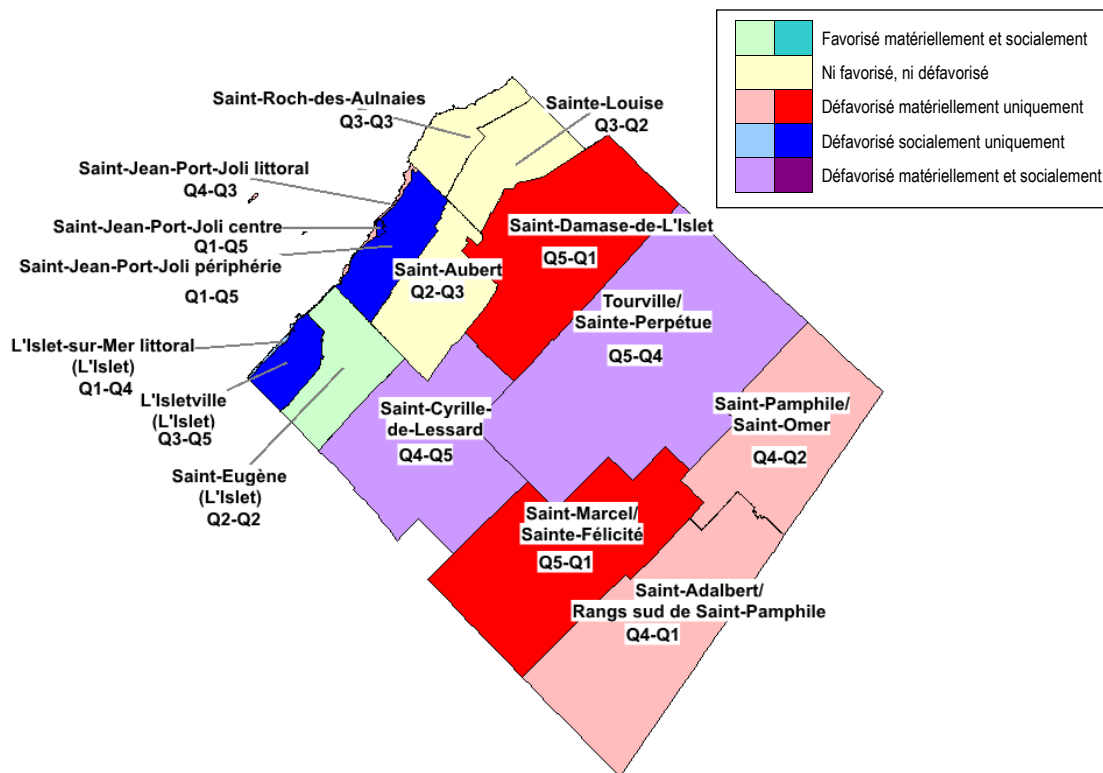 Favorisé matériellement et socialement
Ni favorisé, ni défavorisé
Défavorisé matériellement uniquement
Défavorisé socialement uniquement
Défavorisé matériellement et socialement
Saint-Roch-des-Aulnaies
Q3-Q3
Sainte-Louise
Q3-Q2
Saint-Jean-Port-Joli littoral
Q4-Q3
Saint-Jean-Port-Joli centre
Q1-Q5
Saint-Jean-Port-Joli périphérie
Q1-Q5
Saint-Damase-de-L'Islet
Q5-Q1
Saint-Aubert
Q2-Q3
Tourville/
Sainte-Perpétue
Q5-Q4
L'Islet-sur-Mer littoral
(L'Islet)
Q1-Q4
L'Isletville
(L'Islet)
Q3-Q5
Saint-Eugène
(L'Islet)
Q2-Q2
Saint-Cyrille-
de-Lessard
Q4-Q5
Saint-Pamphile/
Saint-Omer
Q4-Q2
Saint-Marcel/
Sainte-Félicité
Q5-Q1
Saint-Adalbert/
Rangs sud de Saint-Pamphile
Q4-Q1